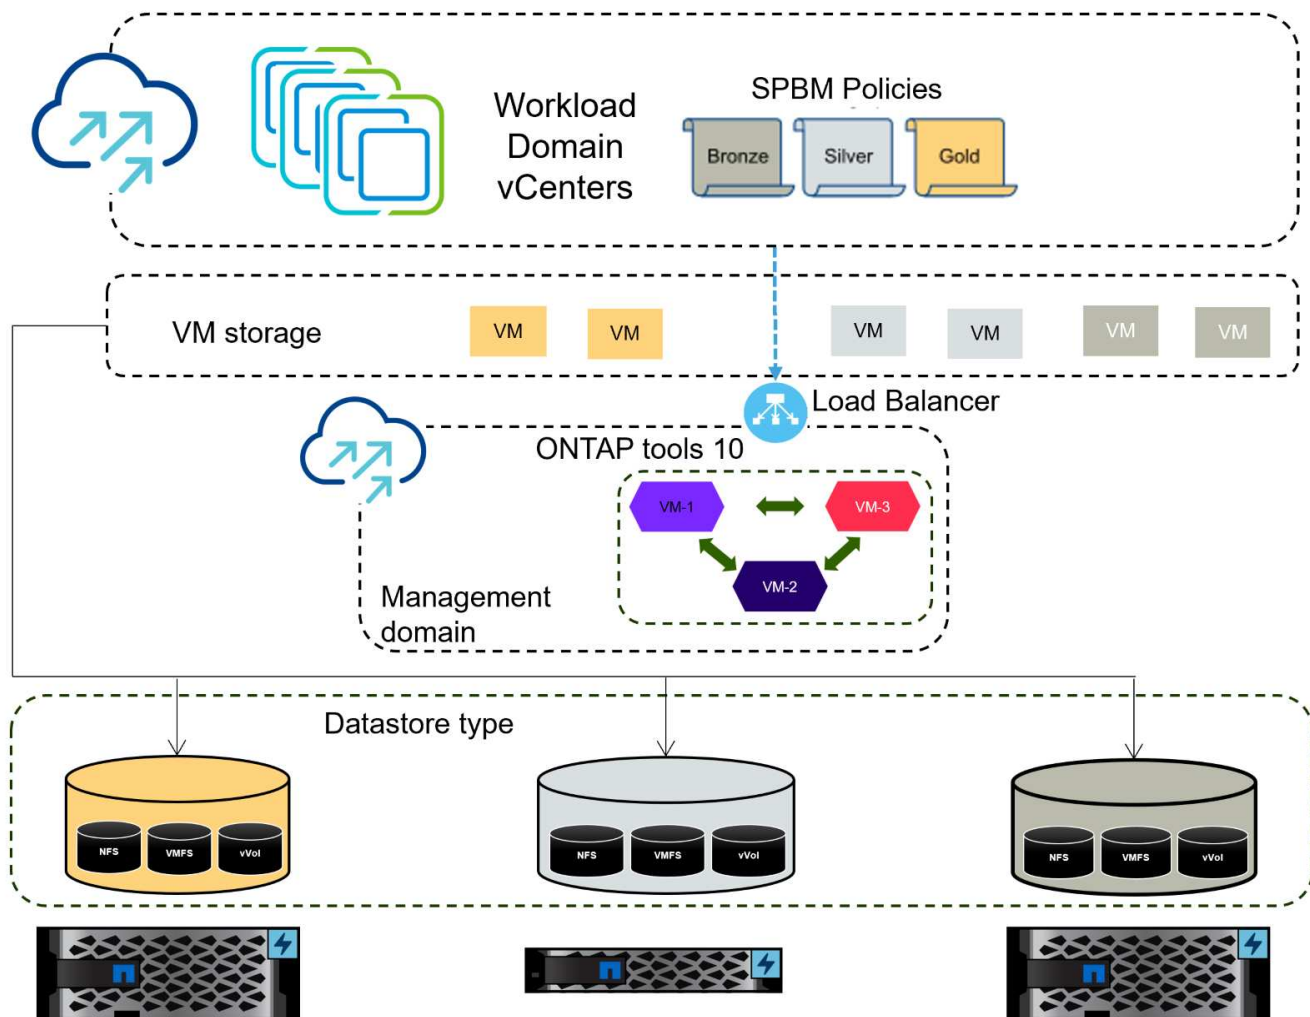 SPBM Policies
Workload
Domain
vCenters
Bronze
Silver
Gold
VM storage
VM
VM
VM
VM
VM
VM
Load Balancer
ONTAP tools 10
VM-1
VM-3
VM-2
Management
domain
Datastore type
NFS
VMFS
vVol
NFS
VMFS
vVol
NFS
VMFS
vVol